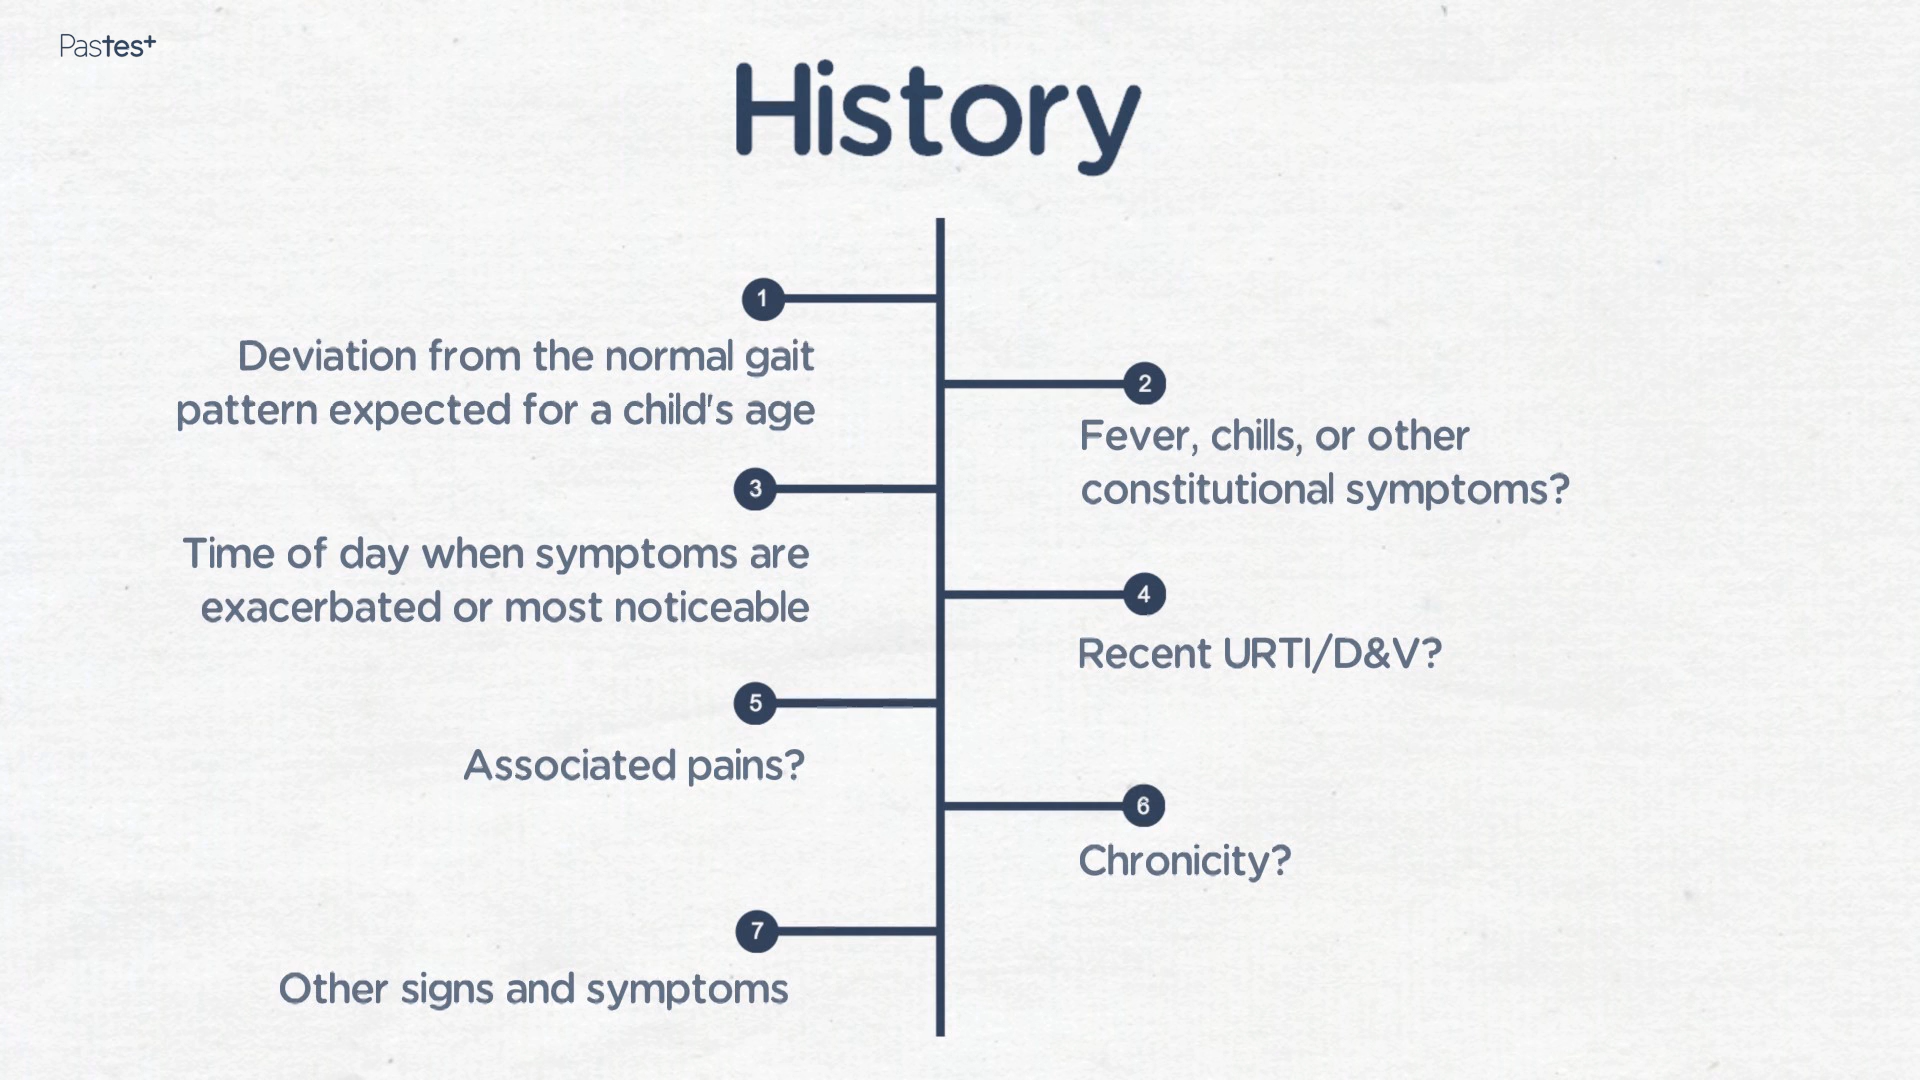 Pastest
History
1
Deviation from the normal gait
pattern expected for a child's age
2
Fever, chills, or other
constitutional symptoms?
3
Time of day when symptoms are
exacerbated or most noticeable
4
Recent URTI/D&V?
5
Associated pains?
6
Chronicity?
7
Other signs and symptoms